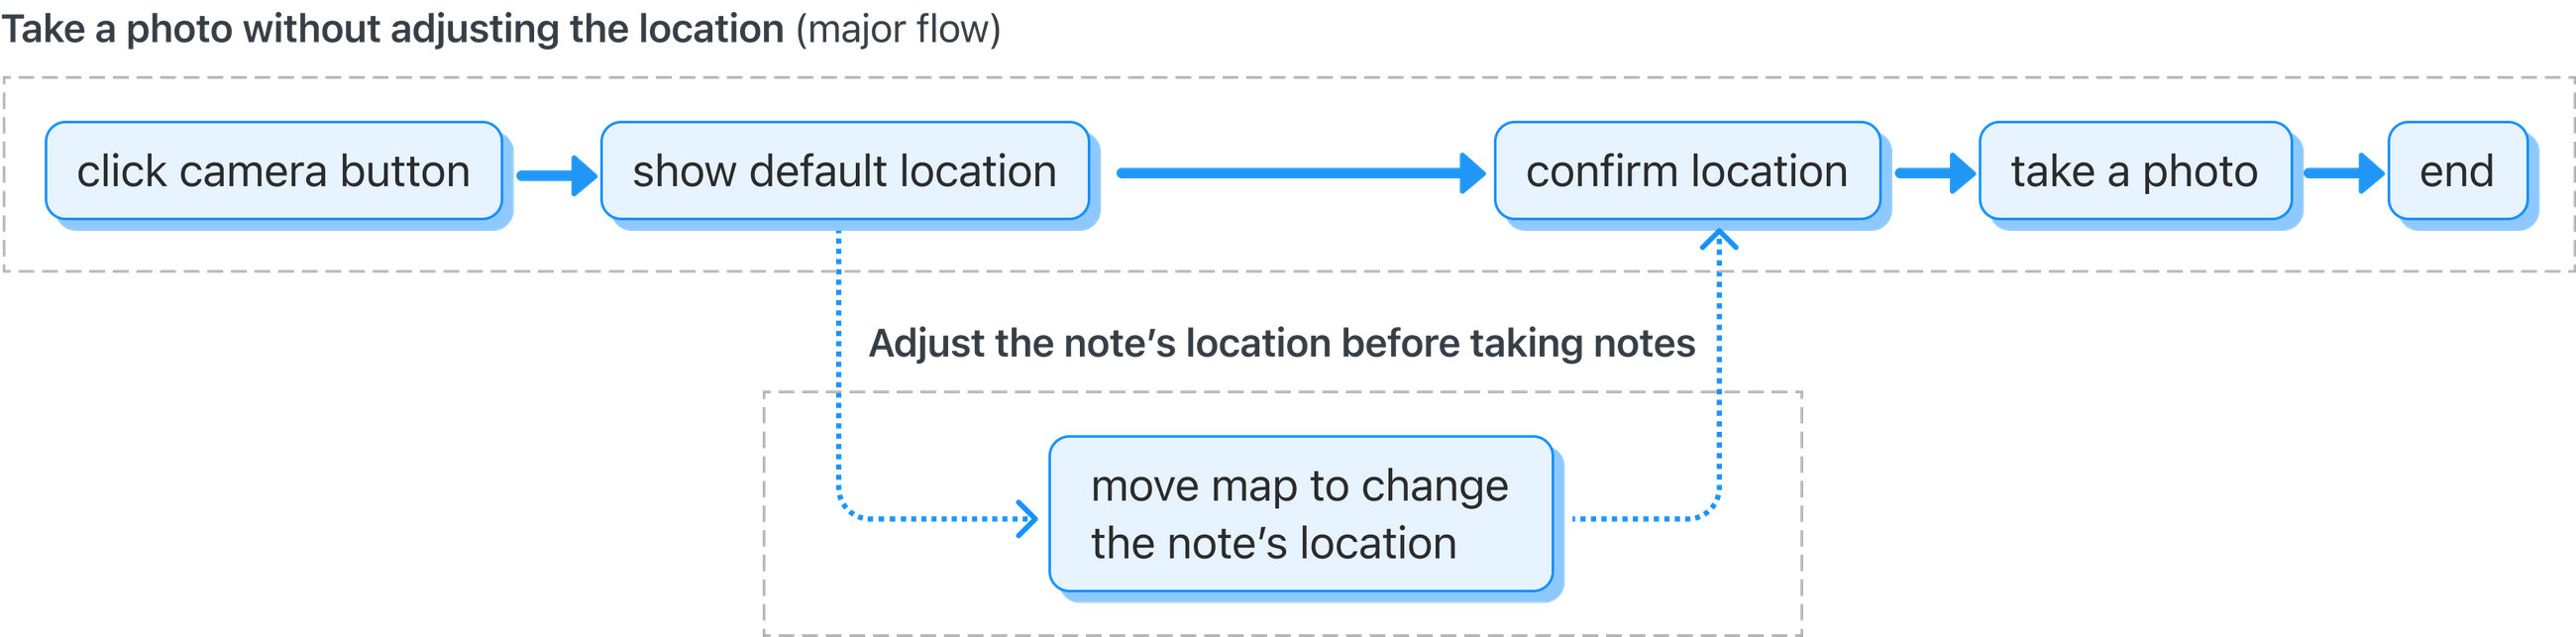 Take a photo without adjusting the location (major flow)
click camera button
show default location
confirm location
take a photo
end
Adjust the note’s location before taking notes
move map to change
the note’s location